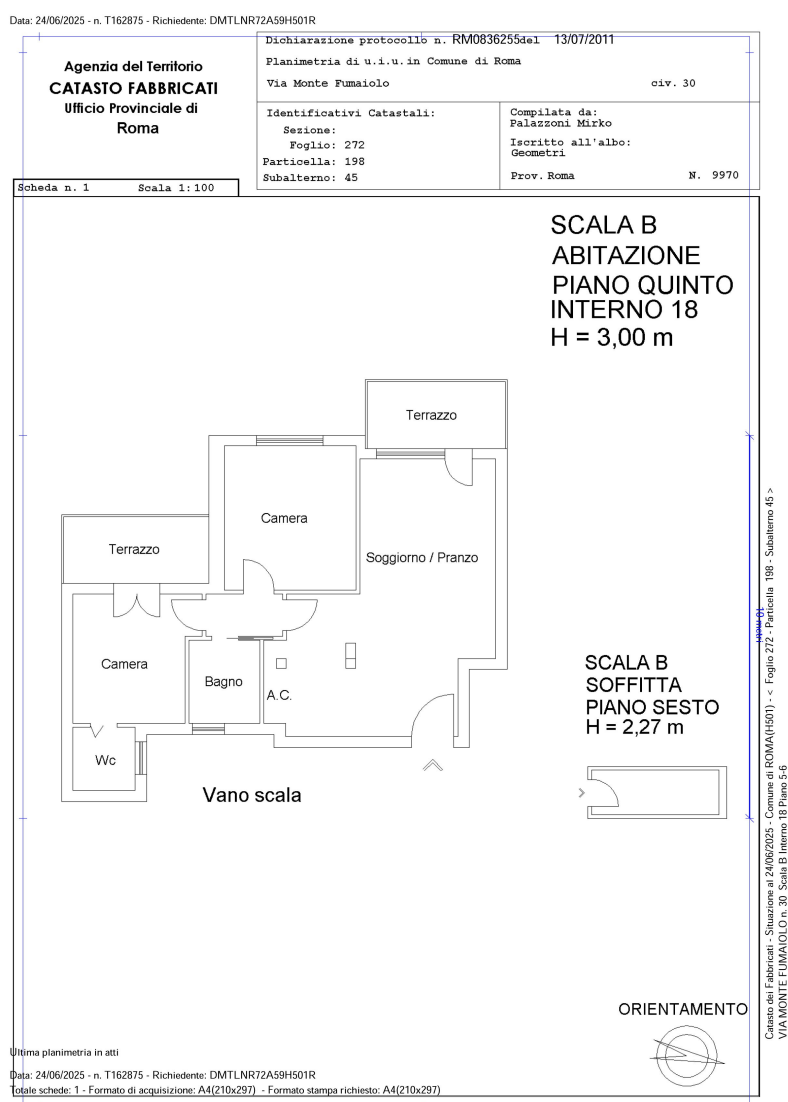 Data: 24/06/2025 - n. T162875 - Richiedente: DMTLNR72A59H501R
Agenzia del Territorio
CATASTO FABBRICATI
Ufficio Provinciale di
Roma
Dichiarazione protocollo n. RM0836255del 13/07/2011
Planimetria di u.i.u. in Comune di Roma
Via Monte Fumaiolo civ. 30
Identificativi Catastali:
Sezione:
Foglio: 272
Particella: 198
Subalterno: 45
Compilata da:
Palazzoni Mirko
Iscritto all'albo:
Geometri
Prov. Roma N. 9970
Scheda n. 1 Scala 1:100
SCALA B
ABITAZIONE
PIANO QUINTO
INTERNO 18
H = 3,00 m
Terrazzo
Camera
Terrazzo
Soggiorno / Pranzo
Camera
Bagno
A.C.
Wc
Vano scala
SCALA B
SOFFITTA
PIANO SESTO
H = 2,27 m
10 metri
ORIENTAMENTO
Catasto dei Fabbricati - Situazione al 24/06/2025 - Comune di ROMA(H501) - < Foglio 272 - Particella 198 - Subalterno 45 >
VIA MONTE FUMAIOLO n. 30 Scala B Interno 18 Piano 5-6
Ultima planimetria in atti
Data: 24/06/2025 - n. T162875 - Richiedente: DMTLNR72A59H501R
Totale schede: 1 - Formato di acquisizione: A4(210x297) - Formato stampa richiesto: A4(210x297)